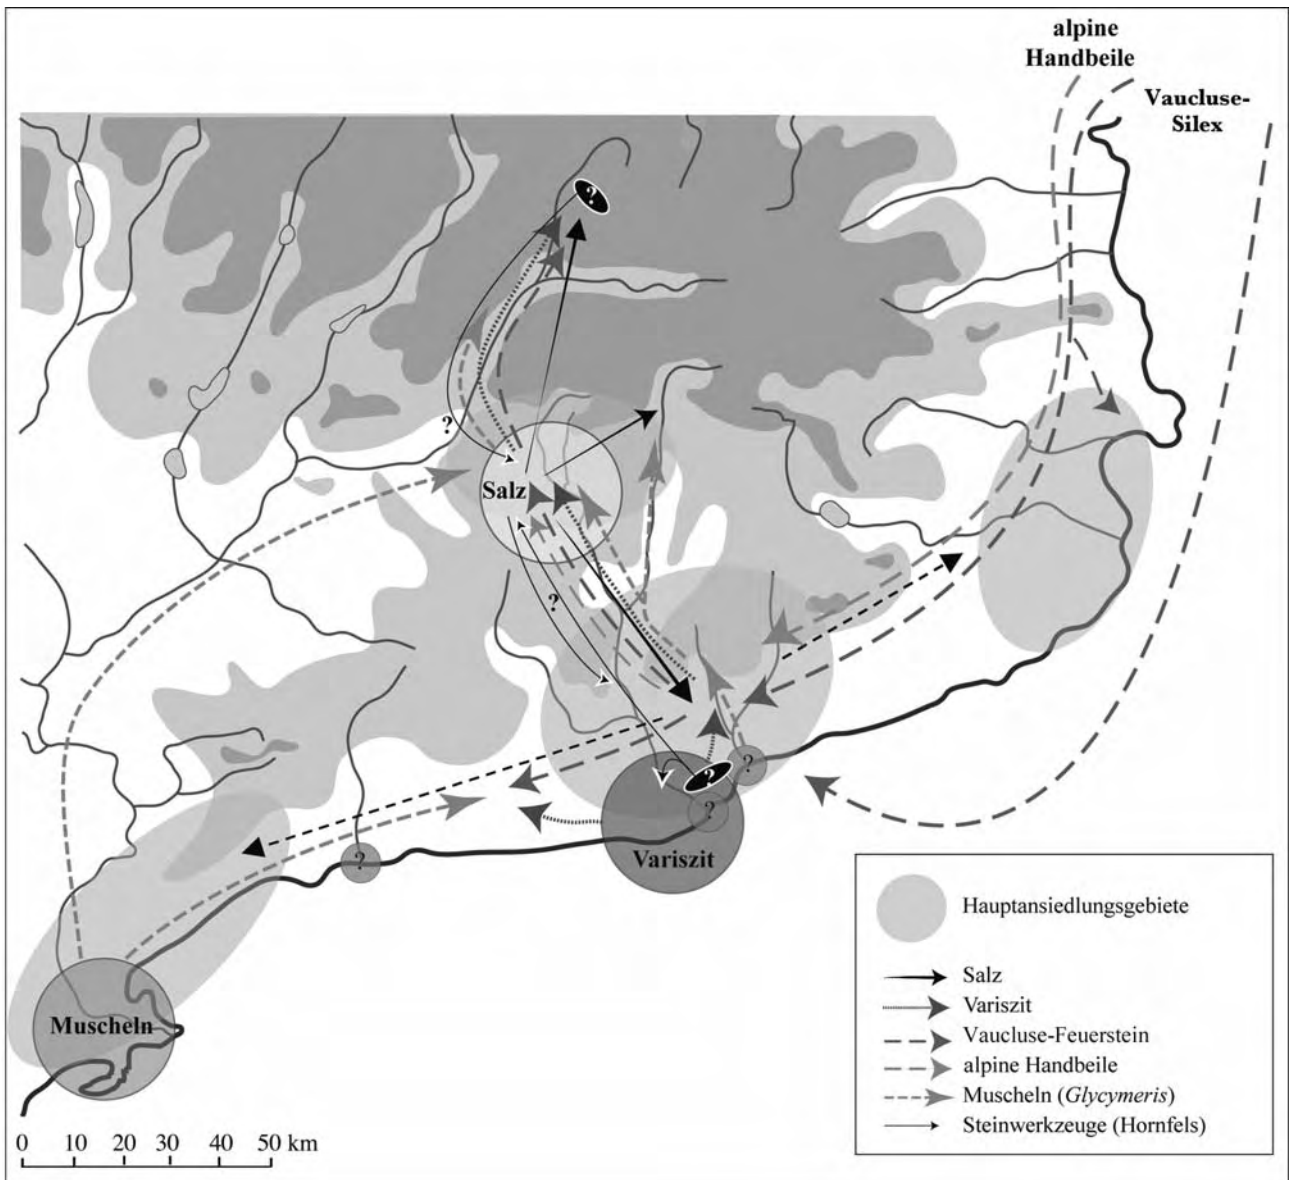 alpine
Handbeile
Vaucluse-
Silex
?
?
Salz
?
?
?
?
Variszit
?
Muscheln
0 10 20 30 40 50 km
Hauptansiedlungsgebiete
Salz
Variszit
Vaucluse-Feuerstein
alpine Handbeile
Muscheln (Glycymeris)
Steinwerkzeuge (Hornfels)